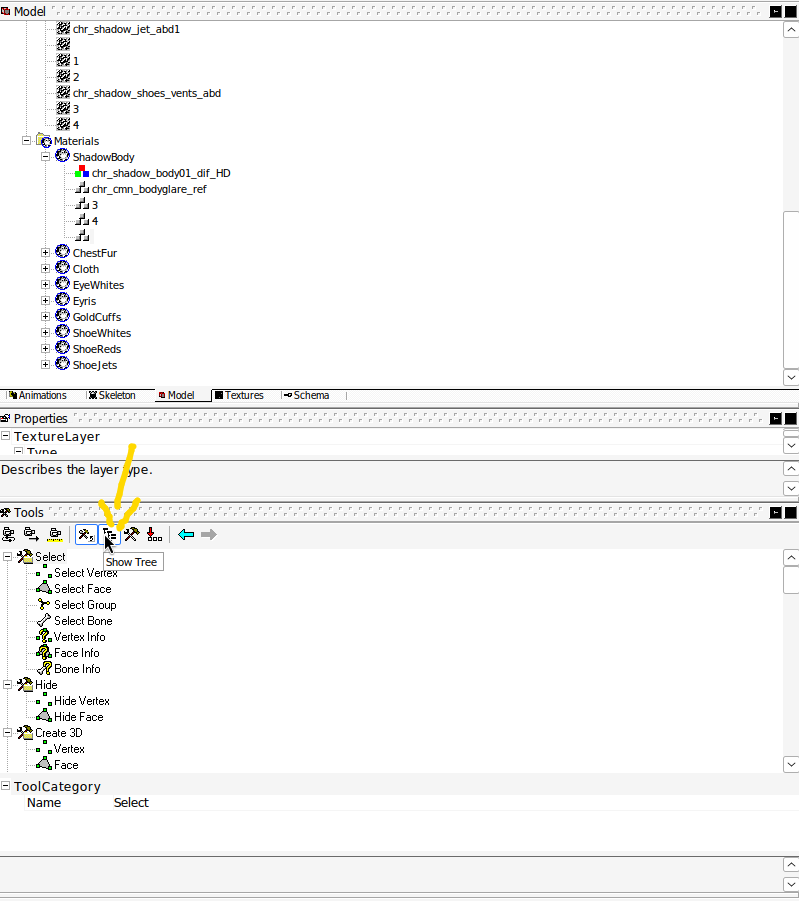 Model
chr_shadow_jet_abd1
1
2
chr_shadow_shoes_vents_abd
3
4
Materials
ShadowBody
chr_shadow_body01_dif_HD
chr_cmn_bodyglare_ref
3
4
ChestFur
Cloth
EyeWhites
Eyris
GoldCuffs
ShoeWhites
ShoeReds
ShoeJets
Animations Skeleton Model Textures Schema
Properties
TextureLayer
Type
Describes the layer type.
Tools
Show Tree
Select
Select Vertex
Select Face
Select Group
Select Bone
Vertex Info
Face Info
Bone Info
Hide
Hide Vertex
Hide Face
Create 3D
Vertex
Face
ToolCategory
Name Select